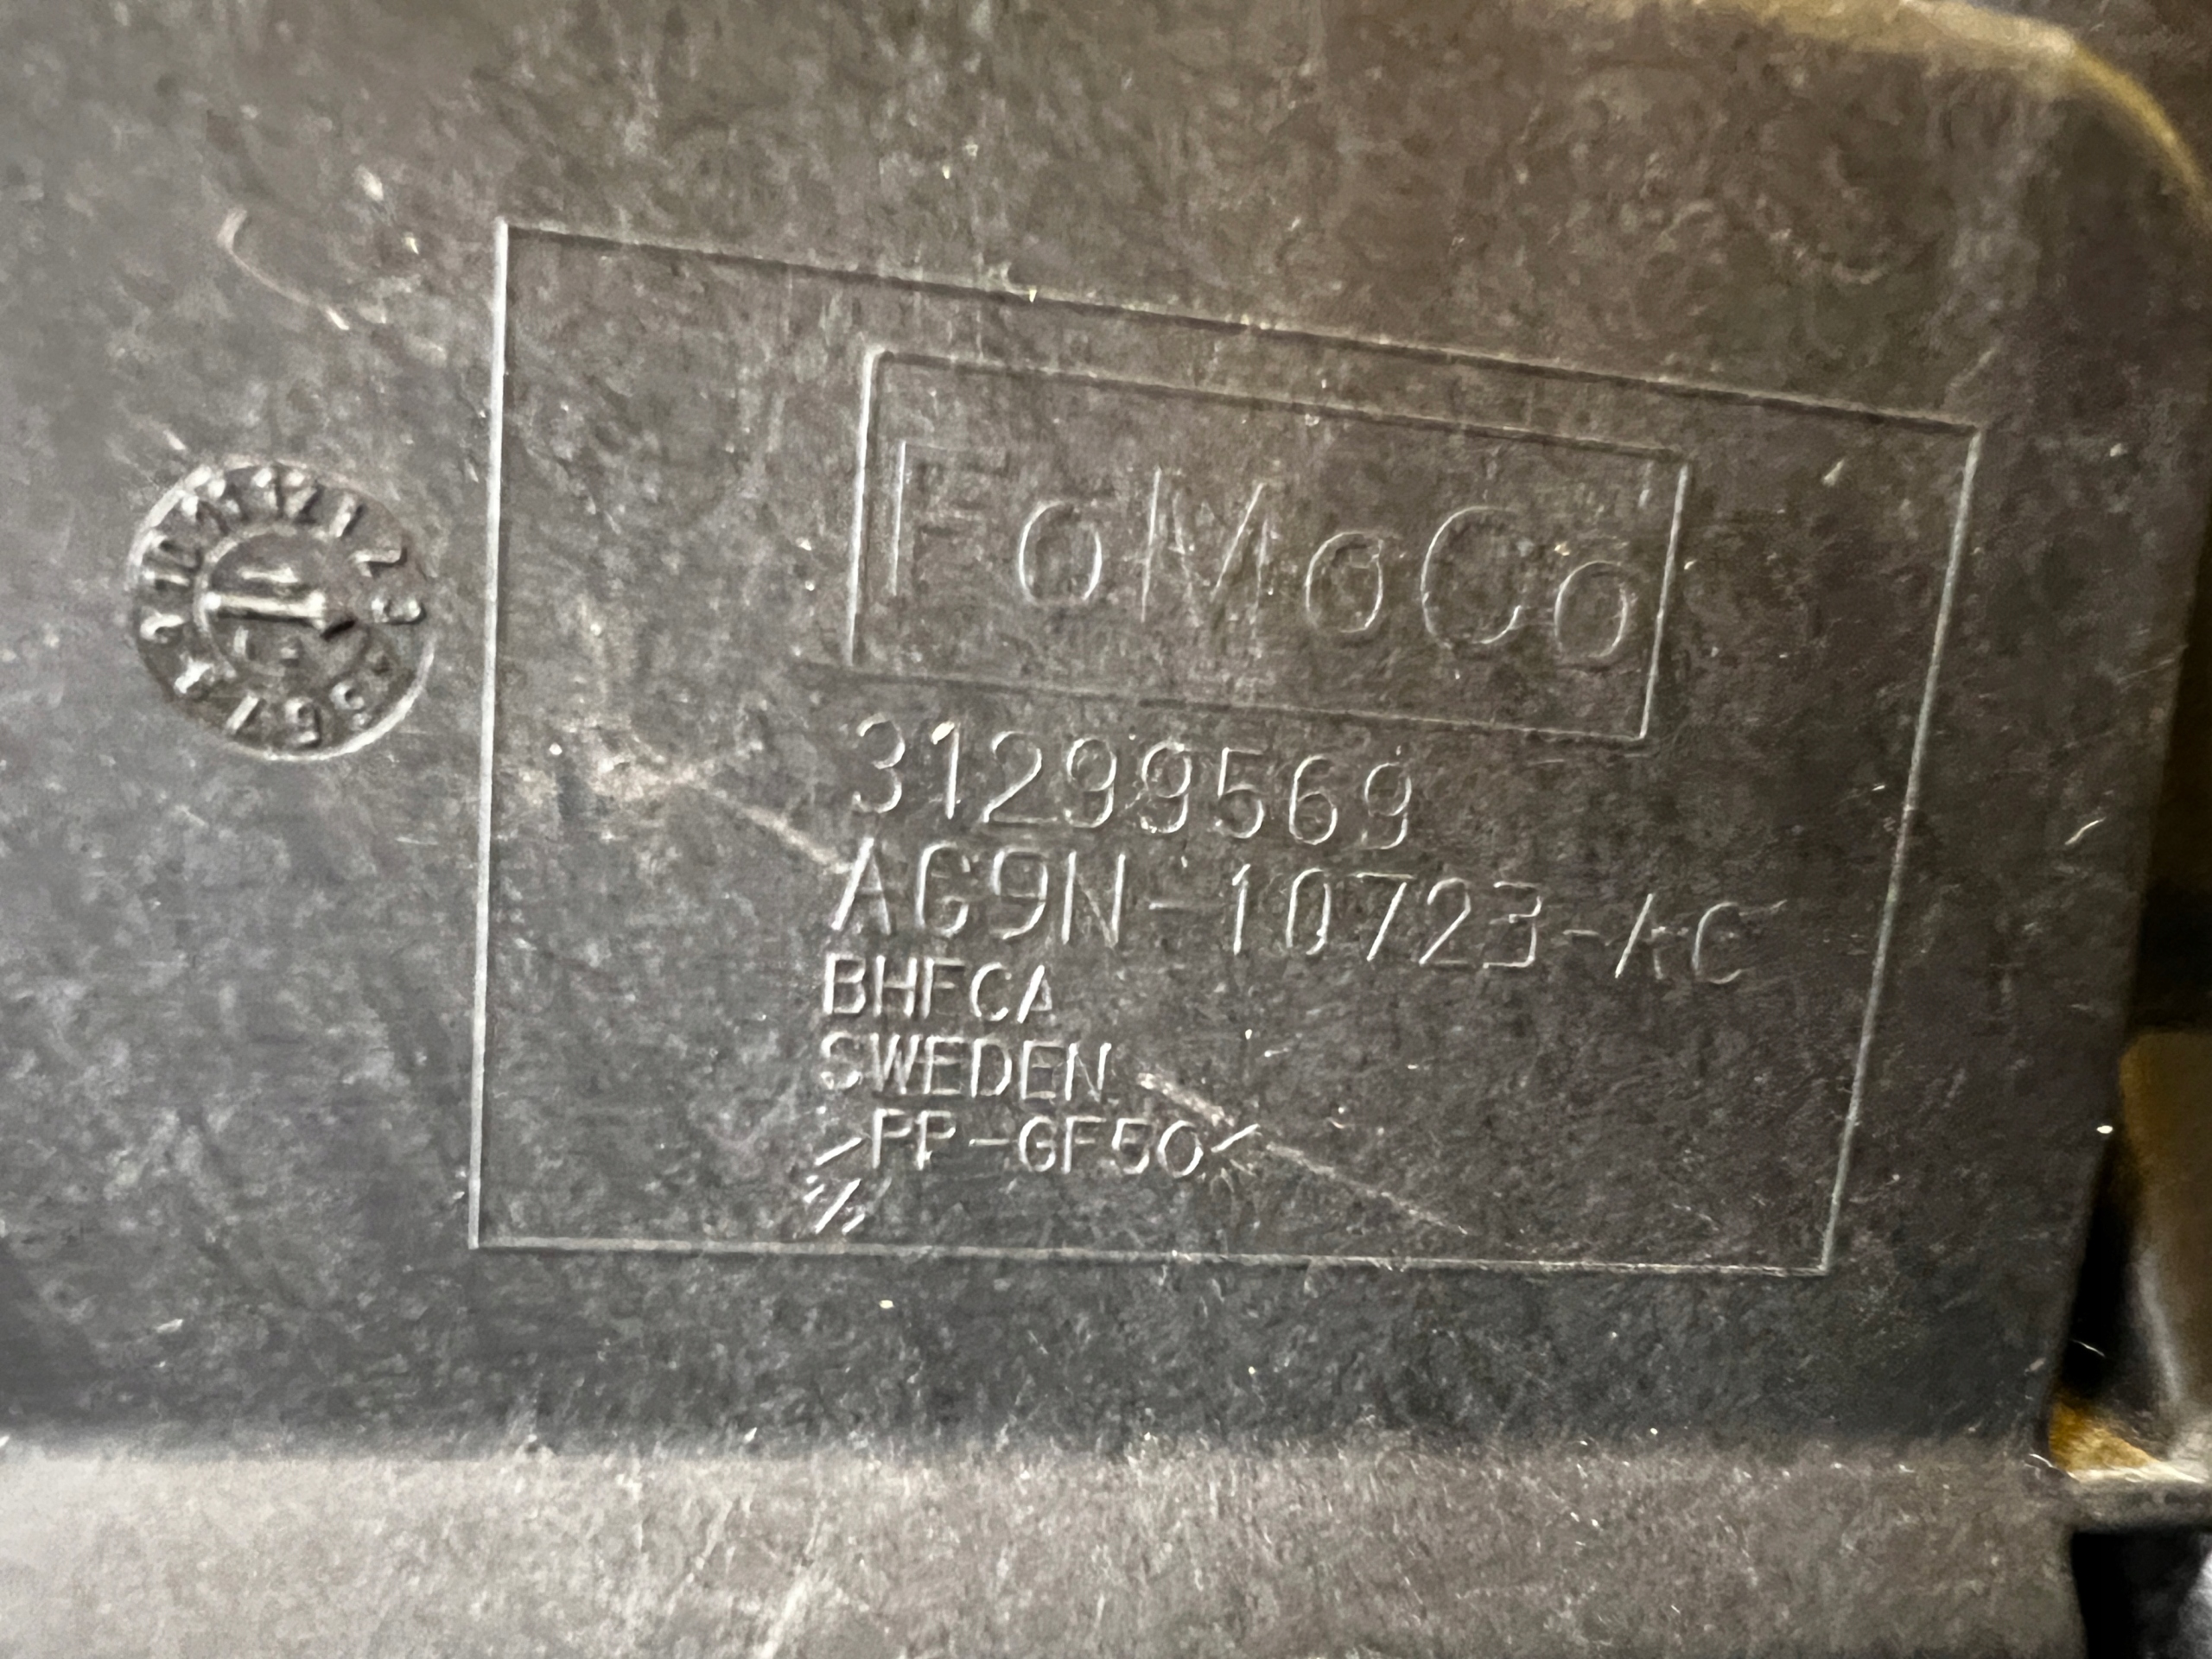 FoMoCo
31299569
AG9N-10723-AC
BHFCA
SWEDEN
>PP-GF50<